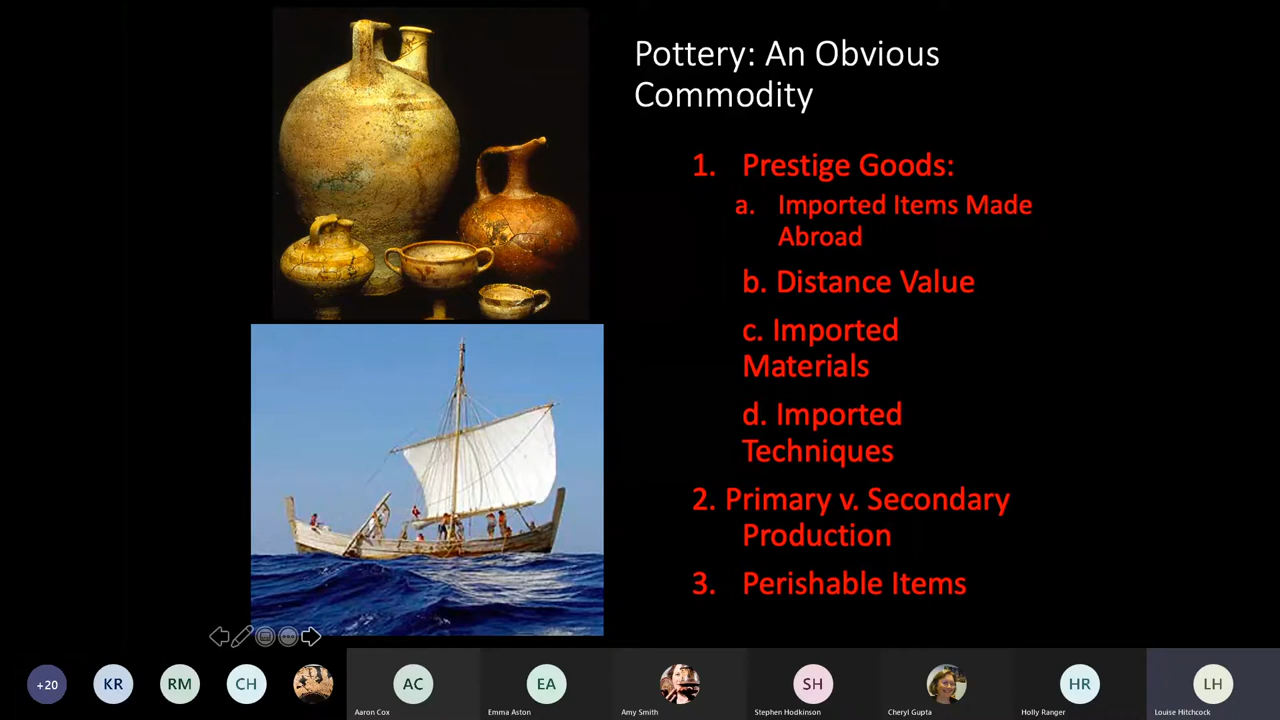 Pottery: An Obvious
Commodity
1. Prestige Goods:
a. Imported Items Made
Abroad
b. Distance Value
c. Imported
Materials
d. Imported
Techniques
2. Primary v. Secondary
Production
3. Perishable Items
+20
KR
RM
CH
AC
EA
SH
HR
LH
Aaron Cox
Emma Aston
Amy Smith
Stephen Hodkinson
Cheryl Gupta
Holly Ranger
Louise Hitchcock